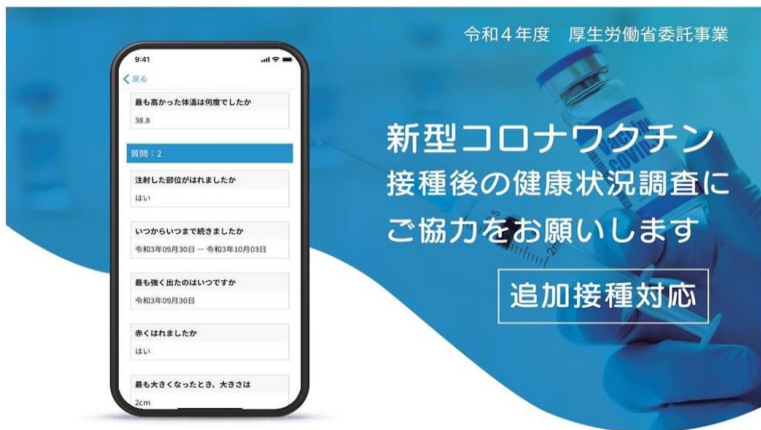 令和4年度　厚生労働省委託事業
新型コロナワクチン
接種後の健康状況調査に
ご協力をお願いします
追加接種対応
9:41
戻る
最も高かった体温は何度でしたか
38.8
質問：2
注射した部位がはれましたか
はい
いつからいつまで続きましたか
令和3年09月30日 ー 令和3年10月03日
最も強く出たのはいつですか
令和3年09月30日
赤くはれましたか
はい
最も大きくなったとき、大きさは
2cm